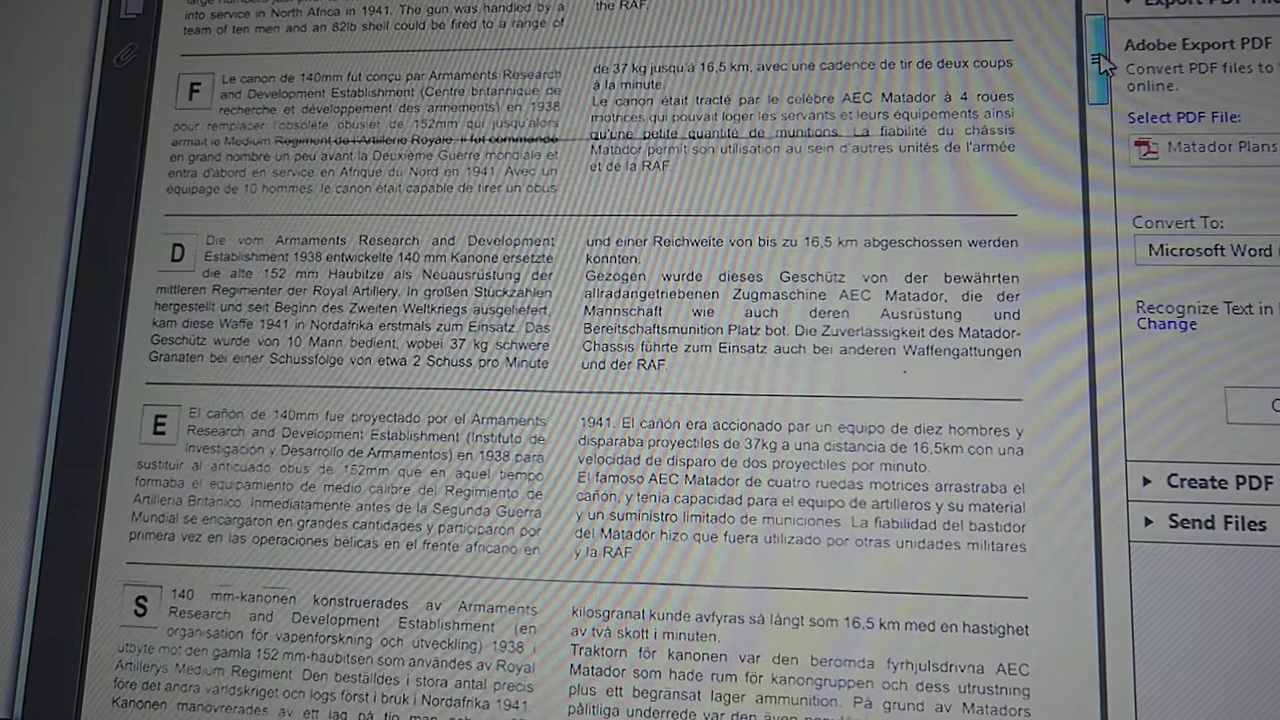 into service in North Africa in 1941. The gun was handled by a
team of ten men and an 82lb shell could be fired to a range of
the RAF.
F
Le canon de 140mm fut conçu par Armaments Research
and Development Establishment (Centre britannique de
recherche et développement des armements) en 1938
pour remplacer l'obsolète obusier de 152mm qui jusqu'alors
armait le Medium Regiment de l'Artillerie Royale. Il fut commandé
en grand nombre un peu avant la Deuxième Guerre mondiale et
entra d'abord en service en Afrique du Nord en 1941. Avec un
équipage de 10 hommes, le canon était capable de tirer un obus
de 37 kg jusqu'à 16,5 km, avec une cadence de tir de deux coups
à la minute.
Le canon était tracté par le célèbre AEC Matador à 4 roues
motrices qui pouvait loger les servants et leurs équipements ainsi
qu'une petite quantité de munitions. La fiabilité du châssis
Matador permit son utilisation au sein d'autres unités de l'armée
et de la RAF.
D
Die vom Armaments Research and Development
Establishment 1938 entwickelte 140 mm Kanone ersetzte
die alte 152 mm Haubitze als Neuausrüstung der
mittleren Regimenter der Royal Artillery. In großen Stückzahlen
hergestellt und seit Beginn des Zweiten Weltkriegs ausgeliefert,
kam diese Waffe 1941 in Nordafrika erstmals zum Einsatz. Das
Geschütz wurde von 10 Mann bedient, wobei 37 kg schwere
Granaten bei einer Schussfolge von etwa 2 Schuss pro Minute
und einer Reichweite von bis zu 16,5 km abgeschossen werden
konnten.
Gezogen wurde dieses Geschütz von der bewährten
allradangetriebenen Zugmaschine AEC Matador, die der
Mannschaft wie auch deren Ausrüstung und
Bereitschaftsmunition Platz bot. Die Zuverlässigkeit des Matador-
Chassis führte zum Einsatz auch bei anderen Waffengattungen
und der RAF.
E
El cañón de 140mm fue proyectado por el Armaments
Research and Development Establishment (Instituto de
Investigación y Desarrollo de Armamentos) en 1938 para
sustituir al anticuado obus de 152mm que en aquel tiempo
formaba el equipamiento de medio calibre del Regimiento de
Artillería Británico. Inmediatamente antes de la Segunda Guerra
Mundial se encargaron en grandes cantidades y participaron por
primera vez en las operaciones bélicas en el frente africano en
1941. El cañón era accionado por un equipo de diez hombres y
disparaba proyectiles de 37kg a una distancia de 16,5km con una
velocidad de disparo de dos proyectiles por minuto.
El famoso AEC Matador de cuatro ruedas motrices arrastraba el
cañón, y tenía capacidad para el equipo de artilleros y su material
y un suministro limitado de municiones. La fiabilidad del bastidor
del Matador hizo que fuera utilizado por otras unidades militares
y la RAF
S
140 mm-kanonen konstruerades av Armaments
Research and Development Establishment (en
organisation för vapenforskning och utveckling) 1938 i
utbyte mot den gamla 152 mm-haubitsen som användes av Royal
Artillerys Medium Regiment. Den beställdes i stora antal precis
före det andra världskriget och togs först i bruk i Nordafrika 1941.
Kanonen manövrerades av ett lag på tio man
kilosgranat kunde avfyras så långt som 16,5 km med en hastighet
av två skott i minuten.
Traktorn för kanonen var den berömda fyrhjulsdrivna AEC
Matador som hade rum för kanongruppen och dess utrustning
plus ett begränsat lager ammunition. På grund av Matadors
pålitliga underrede var den även
Adobe Export PDF
Convert PDF files to
online.
Select PDF File:
Matador Plans
Convert To:
Microsoft Word
Recognize Text in
Change
Create PDF
Send Files